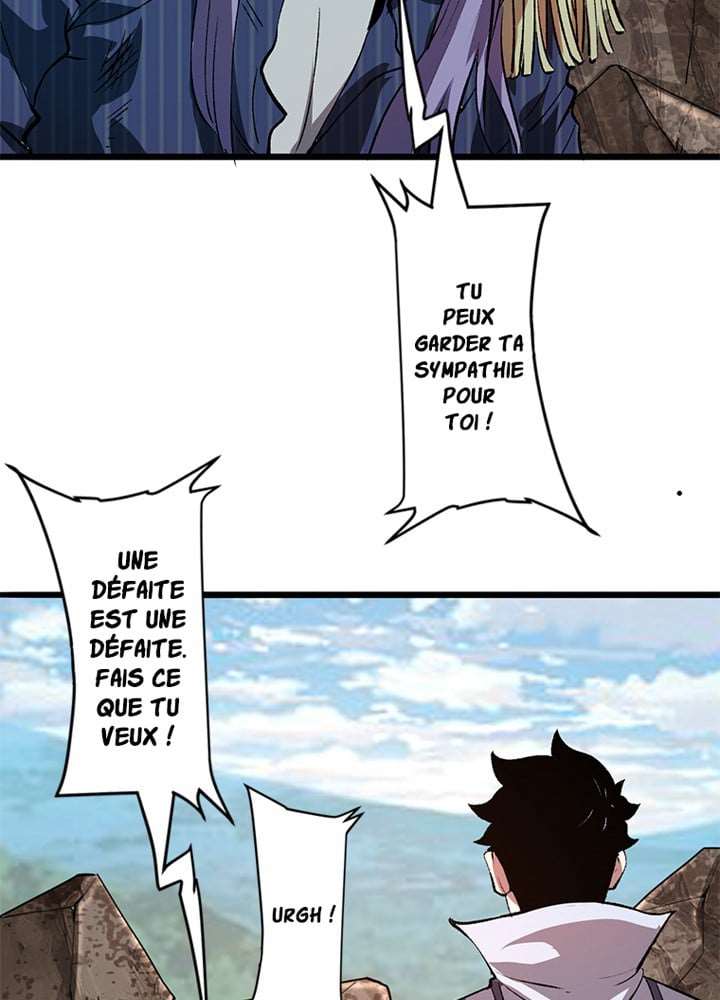 TU
PEUX
GARDER TA
SYMPATHIE
POUR
TOI !
UNE
DÉFAITE
EST UNE
DÉFAITE.
FAIS CE
QUE TU
VEUX !
URGH !